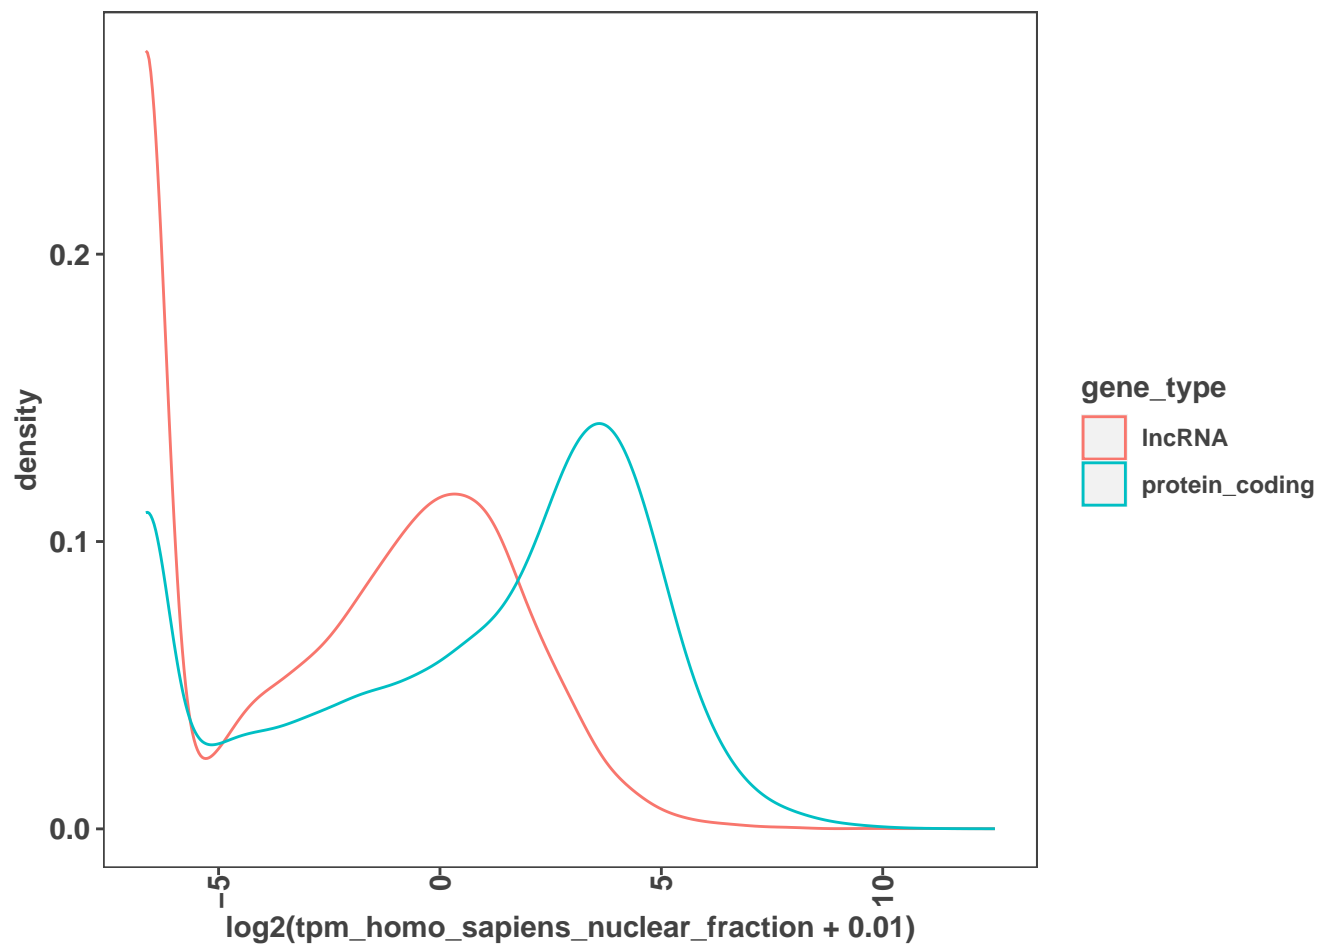 0.2
0.1
0.0
density
−5
0
5
10
log2(tpm_homo_sapiens_nuclear_fraction + 0.01)
gene_type
lncRNA
protein_coding